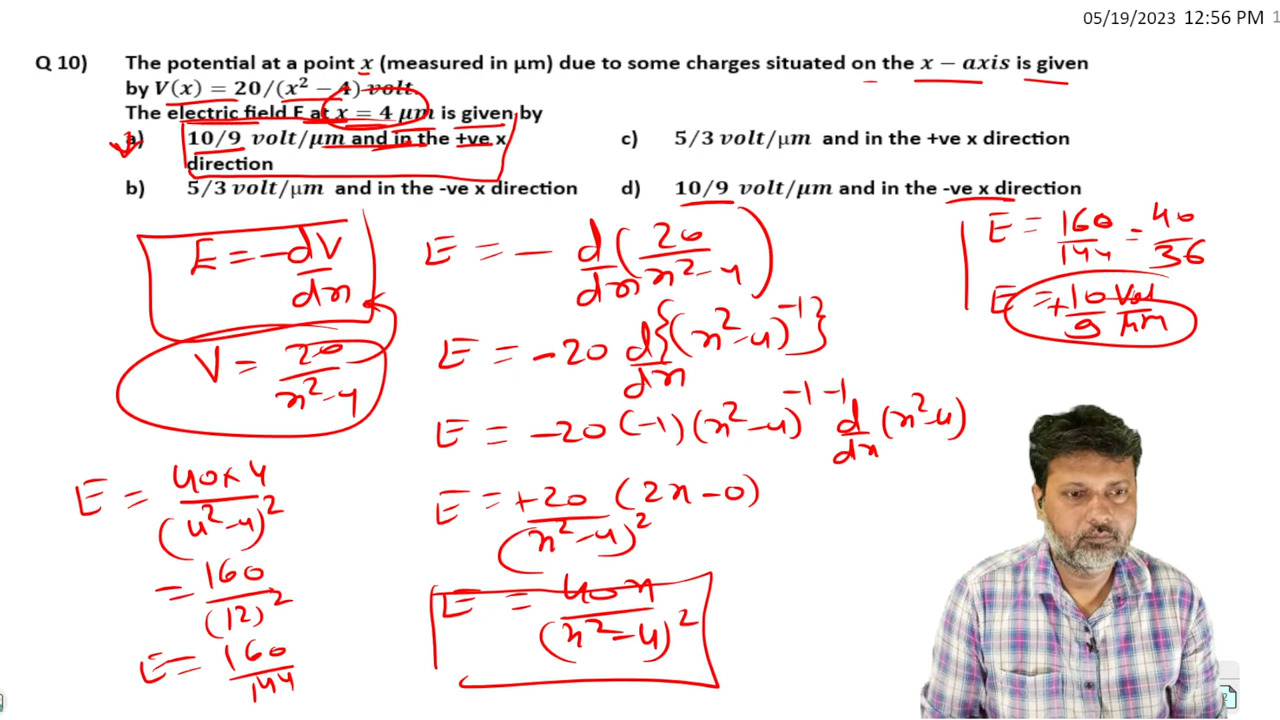 05/19/2023 12:56 PM 1
Q 10) The potential at a point x (measured in μm) due to some charges situated on the x − axis is given
by V(x) = 20/(x² − 4) volt.
The electric field E at x = 4 μm is given by
a) 10/9 volt/μm and in the +ve x
direction
c) 5/3 volt/μm and in the +ve x direction
b) 5/3 volt/μm and in the -ve x direction
d) 10/9 volt/μm and in the -ve x direction
E = -dV/dx
V = 20/x²-4
E = 40×4/(4²-4)²
= 160/(12)²
E = 160/144
E = - d/dx (20/x²-4)
E = -20 d/dx {(x²-4)⁻¹}
E = -20 (-1) (x²-4)⁻¹⁻¹ d/dx (x²-4)
E = +20/(x²-4)² (2x-0)
E = 40x/(x²-4)²
E = 160/144 = 40/36
E = +10/9 Vol/μm